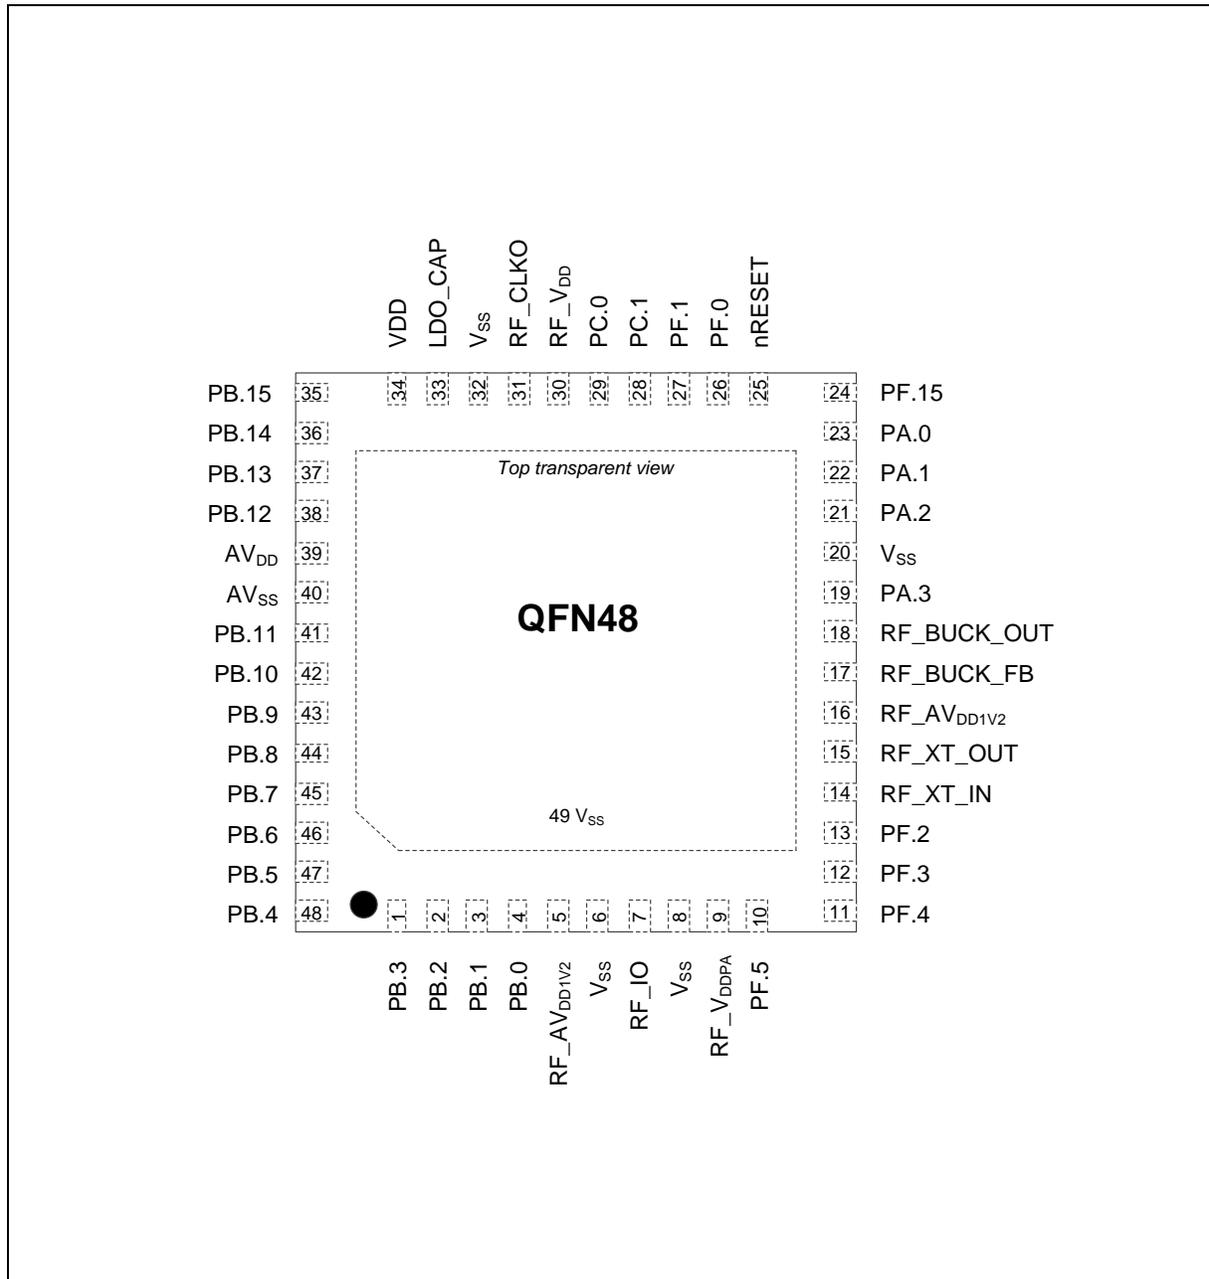 VDD
LDO_CAP
VSS
RF_CLKO
RF_VDD
PC.0
PC.1
PF.1
PF.0
nRESET
34
33
32
31
30
29
28
27
26
25
PB.15 35
PB.14 36
PB.13 37
PB.12 38
AVDD 39
AVSS 40
PB.11 41
PB.10 42
PB.9 43
PB.8 44
PB.7 45
PB.6 46
PB.5 47
PB.4 48
Top transparent view
QFN48
49 VSS
24 PF.15
23 PA.0
22 PA.1
21 PA.2
20 VSS
19 PA.3
18 RF_BUCK_OUT
17 RF_BUCK_FB
16 RF_AVDD1V2
15 RF_XT_OUT
14 RF_XT_IN
13 PF.2
12 PF.3
11 PF.4
1
2
3
4
5
6
7
8
9
10
PB.3
PB.2
PB.1
PB.0
RF_AVDD1V2
VSS
RF_IO
VSS
RF_VDDPA
PF.5